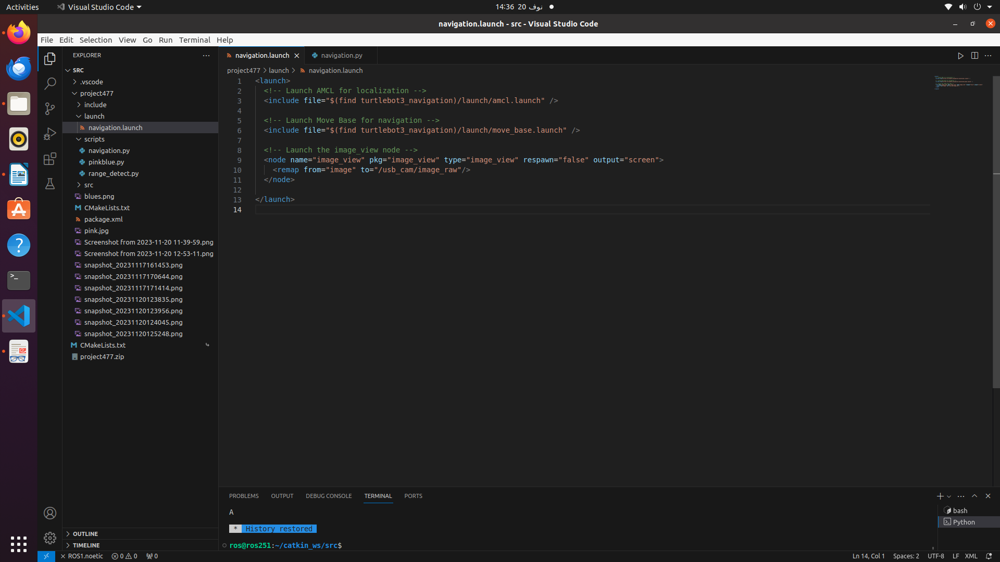 Activities
Visual Studio Code
14:36 20 نوف
navigation.launch - src - Visual Studio Code
File Edit Selection View Go Run Terminal Help
EXPLORER
SRC
.vscode
project477
include
launch
navigation.launch
scripts
navigation.py
pinkblue.py
range_detect.py
src
blues.png
CMakeLists.txt
package.xml
pink.jpg
Screenshot from 2023-11-20 11-39-59.png
Screenshot from 2023-11-20 12-53-11.png
snapshot_20231117161453.png
snapshot_20231117170644.png
snapshot_20231117171414.png
snapshot_20231120123835.png
snapshot_20231120123956.png
snapshot_20231120124045.png
snapshot_20231120125248.png
CMakeLists.txt
project477.zip
OUTLINE
TIMELINE
navigation.launch
navigation.py
project477 > launch > navigation.launch
1 <launch>
2 <!-- Launch AMCL for localization -->
3 <include file="$(find turtlebot3_navigation)/launch/amcl.launch" />
4
5 <!-- Launch Move Base for navigation -->
6 <include file="$(find turtlebot3_navigation)/launch/move_base.launch" />
7
8 <!-- Launch the image_view node -->
9 <node name="image_view" pkg="image_view" type="image_view" respawn="false" output="screen">
10 <remap from="image" to="/usb_cam/image_raw"/>
11 </node>
12
13 </launch>
14
PROBLEMS OUTPUT DEBUG CONSOLE TERMINAL PORTS
A
* History restored
ros@ros251:~/catkin_ws/src$
bash
Python
ROS1.noetic 0 0 0
Ln 14, Col 1 Spaces: 2 UTF-8 LF XML